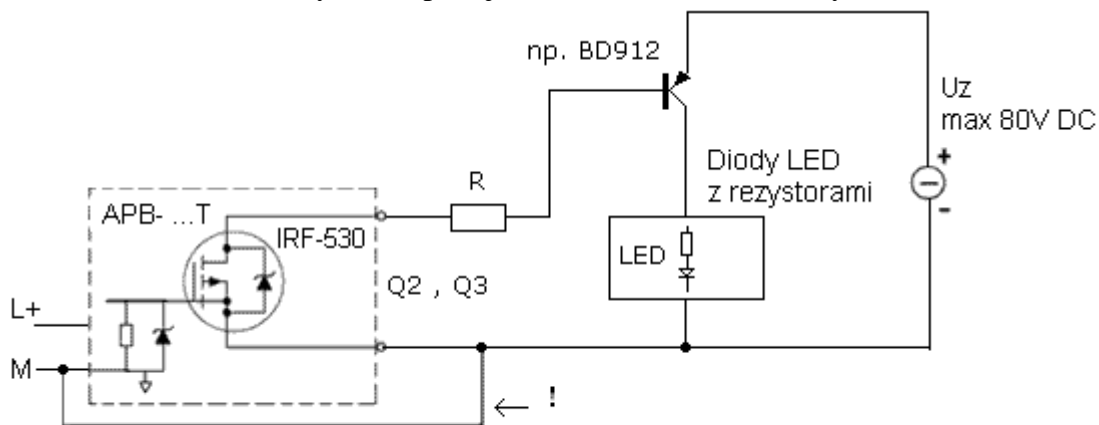 np. BD912
Uz
max 80V DC
+
-
Diody LED
z rezystorami
R
APB- ...T
IRF-530
LED
Q2 , Q3
L+
M
!